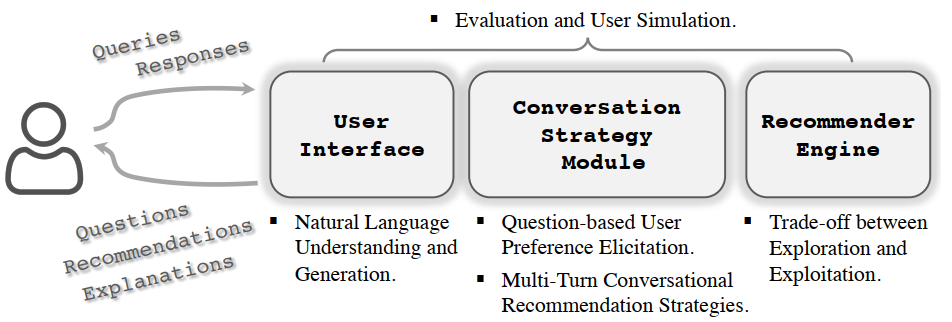 ▪ Evaluation and User Simulation.
Queries
Responses
User
Interface
Conversation
Strategy
Module
Recommender
Engine
Questions
Recommendations
Explanations
▪ Natural Language
Understanding and
Generation.
▪ Question-based User
Preference Elicitation.
▪ Multi-Turn Conversational
Recommendation Strategies.
▪ Trade-off between
Exploration and
Exploitation.